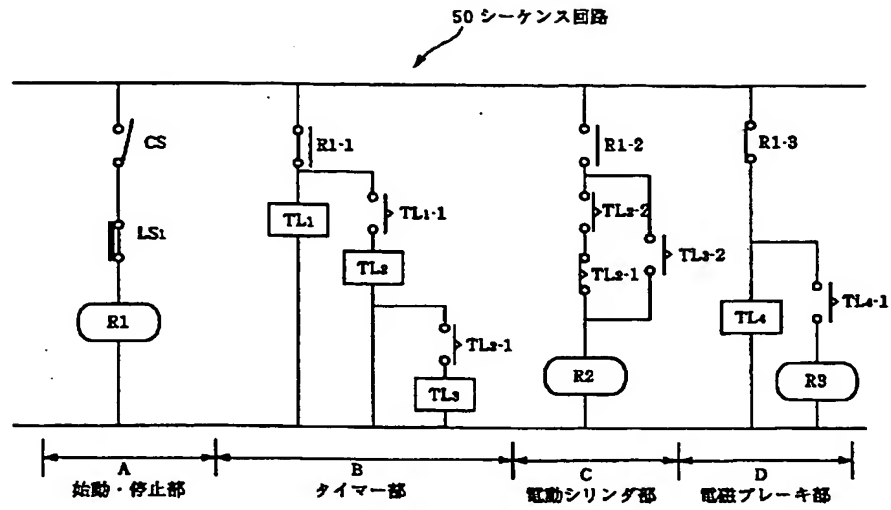 50 シーケンス回路
CS
LS₁
R1
R1-1
TL₁
TL₁-1
TL₂
TL₂-1
TL₃
R1-2
TL₂-2
TL₃-2
R2
R1-3
TL₄
TL₄-1
R3
A
B
C
D
始動・停止部
タイマー部
電動シリンダ部
電磁ブレーキ部